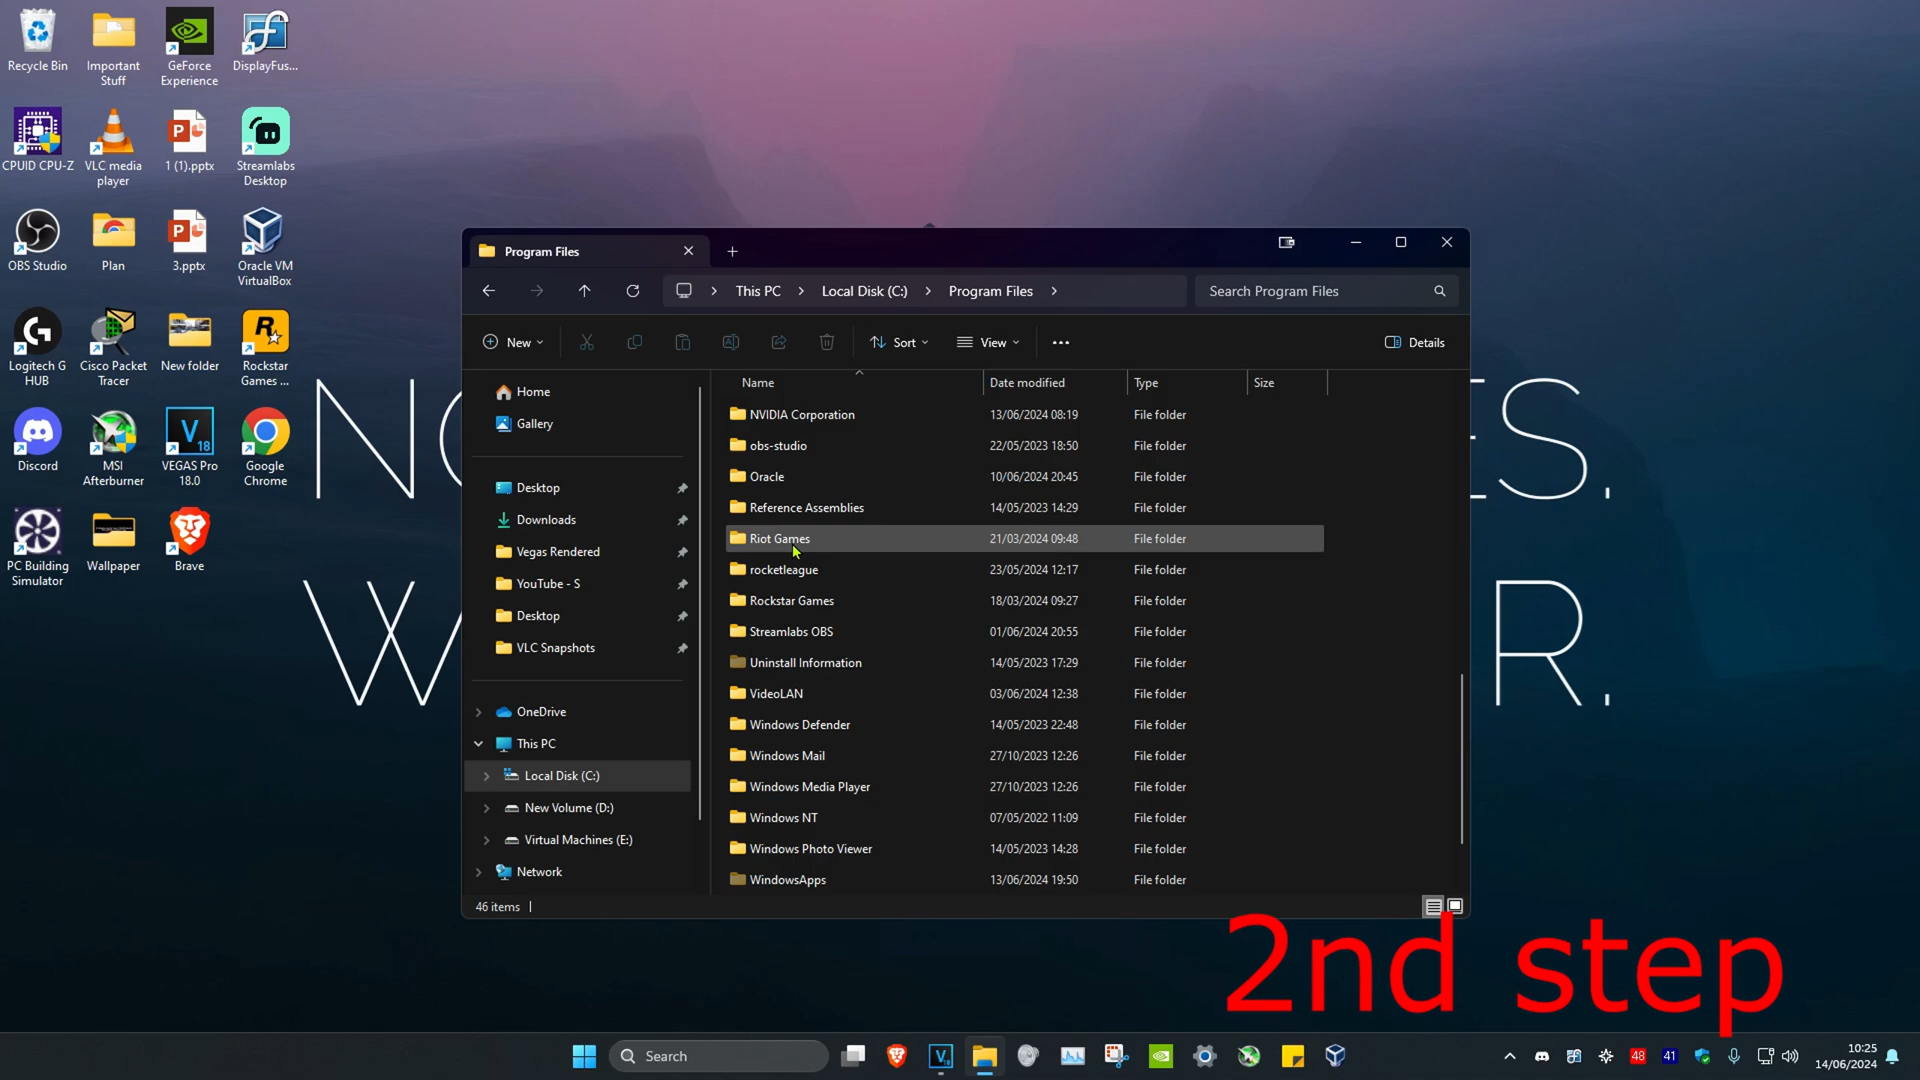 Recycle Bin
Important Stuff
GeForce Experience
DisplayFus...
CPUID CPU-Z
VLC media player
1 (1).pptx
Streamlabs Desktop
OBS Studio
Plan
3.pptx
Oracle VM VirtualBox
Logitech G HUB
Cisco Packet Tracer
New folder
Rockstar Games ...
Discord
MSI Afterburner
VEGAS Pro 18.0
Google Chrome
PC Building Simulator
Wallpaper
Brave
Program Files
This PC
Local Disk (C:)
Program Files
Search Program Files
New
Sort
View
Details
Home
Gallery
Desktop
Downloads
Vegas Rendered
YouTube - S
Desktop
VLC Snapshots
OneDrive
This PC
Local Disk (C:)
New Volume (D:)
Virtual Machines (E:)
Network
Name Date modified Type Size
NVIDIA Corporation 13/06/2024 08:19 File folder
obs-studio 22/05/2023 18:50 File folder
Oracle 10/06/2024 20:45 File folder
Reference Assemblies 14/05/2023 14:29 File folder
Riot Games 21/03/2024 09:48 File folder
rocketleague 23/05/2024 12:17 File folder
Rockstar Games 18/03/2024 09:27 File folder
Streamlabs OBS 01/06/2024 20:55 File folder
Uninstall Information 14/05/2023 17:29 File folder
VideoLAN 03/06/2024 12:38 File folder
Windows Defender 14/05/2023 22:48 File folder
Windows Mail 27/10/2023 12:26 File folder
Windows Media Player 27/10/2023 12:26 File folder
Windows NT 07/05/2022 11:09 File folder
Windows Photo Viewer 14/05/2023 14:28 File folder
WindowsApps 13/06/2024 19:50 File folder
46 items
2nd step
Search
48
41
10:25
14/06/2024